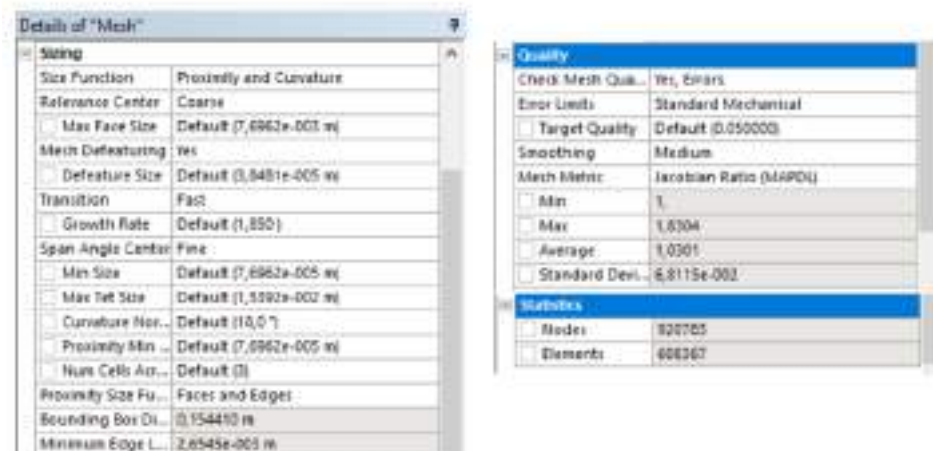 Details of "Mesh"
Sizing
Size Function Proximity and Curvature
Relevance Center Coarse
Max Face Size Default (7,6962e-003 m)
Mesh Defeaturing Yes
Defeature Size Default (3,8481e-005 m)
Transition Fast
Growth Rate Default (1,850)
Span Angle Center Fine
Min Size Default (7,6962e-005 m)
Max Tet Size Default (1,5392e-002 m)
Curvature Nor... Default (18,0 °)
Proximity Min ... Default (7,6962e-005 m)
Num Cells Acr... Default (3)
Proximity Size Fu... Faces and Edges
Bounding Box Di... 0,154410 m
Minimum Edge L... m
Quality
Check Mesh Qua... Yes, Errors
Error Limits Standard Mechanical
Target Quality Default (0.050000)
Smoothing Medium
Mesh Metric Jacobian Ratio (MAPDL)
Min 1,
Max 1,8304
Average 1,0301
Standard Devi... 6,8115e-002
Statistics
Nodes
Elements